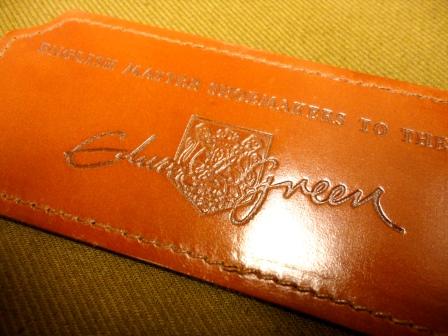 ENGLISH MASTER SHOEMAKERS TO THE
Edward Green